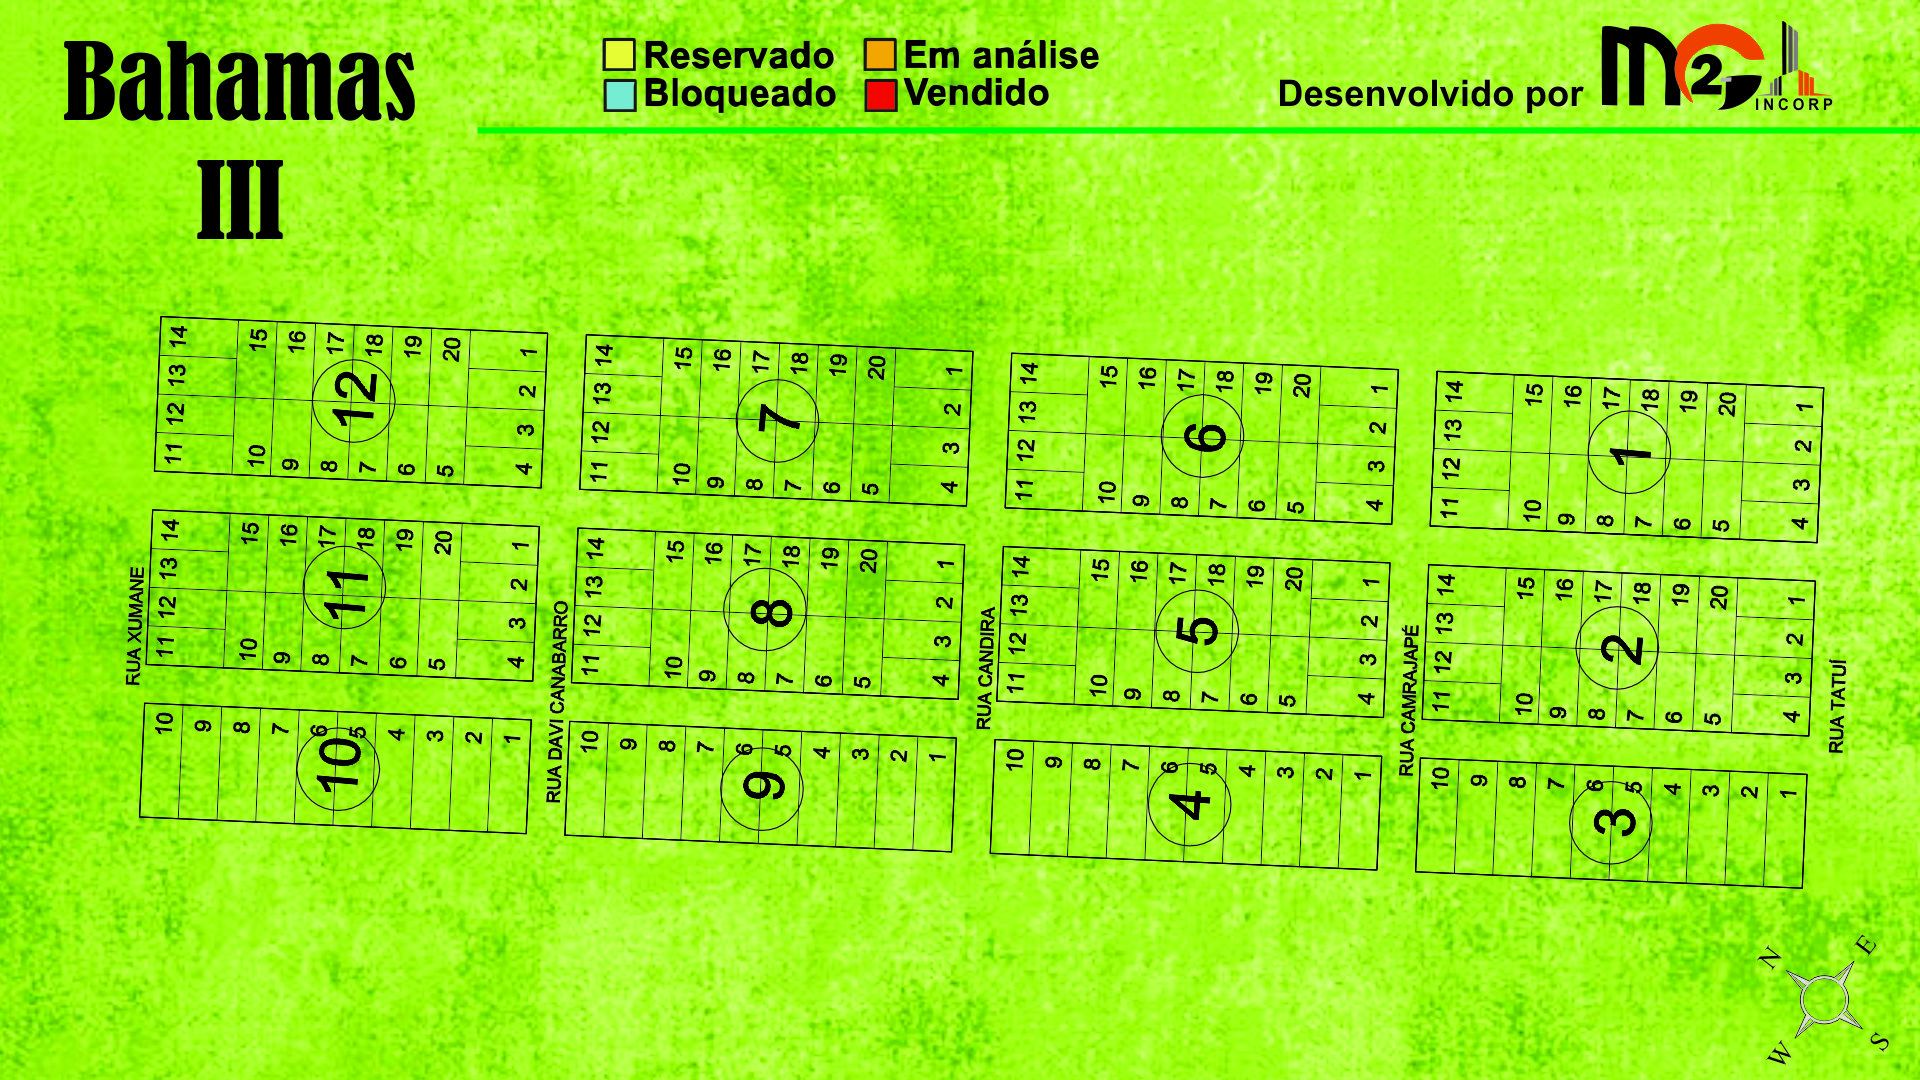 Bahamas
III
Reservado
Em análise
Bloqueado
Vendido
Desenvolvido por
M2G
INCORP
14 15 16 17 18 19 20 1
13 2
12
12 3
11 10 9 8 7 6 5 4
14 15 16 17 18 19 20 1
13 2
7
12 3
11 10 9 8 7 6 5 4
14 15 16 17 18 19 20 1
13 2
6
12 3
11 10 9 8 7 6 5 4
14 15 16 17 18 19 20 1
13 2
1
12 3
11 10 9 8 7 6 5 4
14 15 16 17 18 19 20 1
13 2
11
12 3
11 10 9 8 7 6 5 4
14 15 16 17 18 19 20 1
13 2
8
12 3
11 10 9 8 7 6 5 4
14 15 16 17 18 19 20 1
13 2
5
12 3
11 10 9 8 7 6 5 4
14 15 16 17 18 19 20 1
13 2
2
12 3
11 10 9 8 7 6 5 4
RUA XUMANE
RUA DAVI CANABARRO
RUA CANDIRA
RUA CAMRAJAPÉ
RUA TATUÍ
10 9 8 7 6 5 4 3 2 1
10
10 9 8 7 6 5 4 3 2 1
9
10 9 8 7 6 5 4 3 2 1
4
10 9 8 7 6 5 4 3 2 1
3
N E
W S